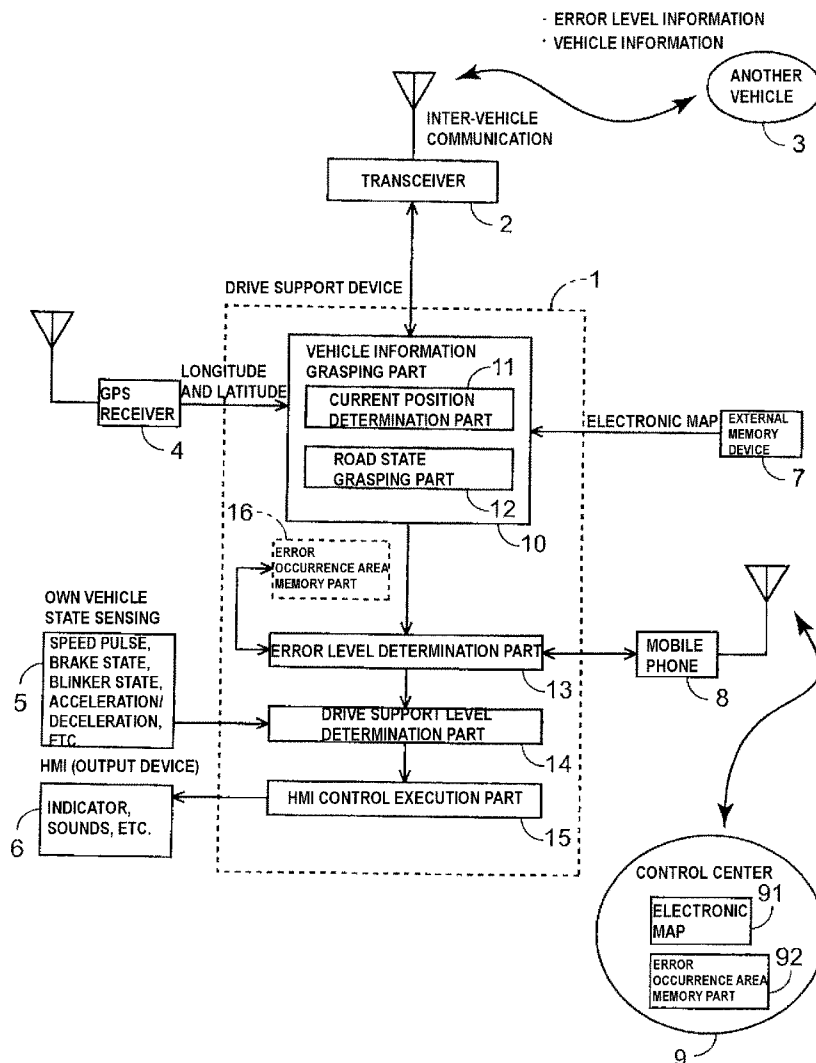 - ERROR LEVEL INFORMATION
· VEHICLE INFORMATION
ANOTHER
VEHICLE
3
INTER-VEHICLE
COMMUNICATION
TRANSCEIVER
2
DRIVE SUPPORT DEVICE
1
VEHICLE INFORMATION
GRASPING PART
11
CURRENT POSITION
DETERMINATION PART
ROAD STATE
GRASPING PART
12
10
LONGITUDE
AND LATITUDE
GPS
RECEIVER
4
ELECTRONIC MAP
EXTERNAL
MEMORY
DEVICE
7
16
ERROR
OCCURRENCE AREA
MEMORY PART
OWN VEHICLE
STATE SENSING
SPEED PULSE,
BRAKE STATE,
BLINKER STATE,
ACCELERATION/
DECELERATION,
ETC
5
ERROR LEVEL DETERMINATION PART
13
MOBILE
PHONE
8
DRIVE SUPPORT LEVEL
DETERMINATION PART
14
HMI (OUTPUT DEVICE)
INDICATOR,
SOUNDS, ETC.
6
HMI CONTROL EXECUTION PART
15
CONTROL CENTER
91
ELECTRONIC
MAP
92
ERROR
OCCURRENCE AREA
MEMORY PART
9